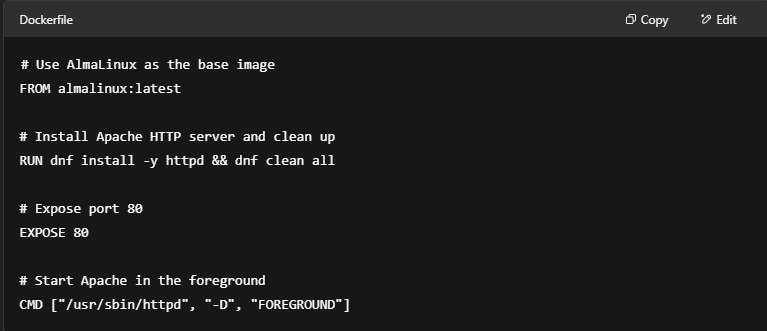 Dockerfile
Copy
Edit
# Use AlmaLinux as the base image
FROM almalinux:latest
# Install Apache HTTP server and clean up
RUN dnf install -y httpd && dnf clean all
# Expose port 80
EXPOSE 80
# Start Apache in the foreground
CMD ["/usr/sbin/httpd", "-D", "FOREGROUND"]